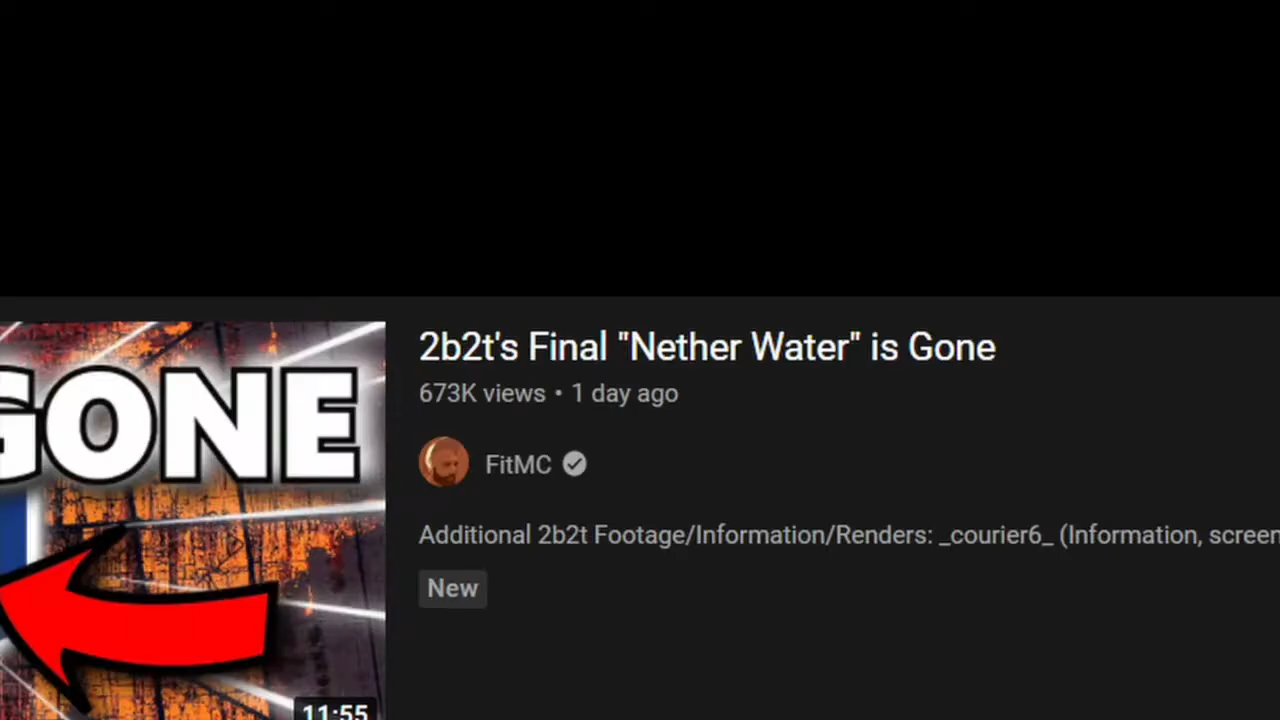 GONE
2b2t's Final "Nether Water" is Gone
673K views • 1 day ago
FitMC
Additional 2b2t Footage/Information/Renders: _courier6_ (Information, screen
New
11:55